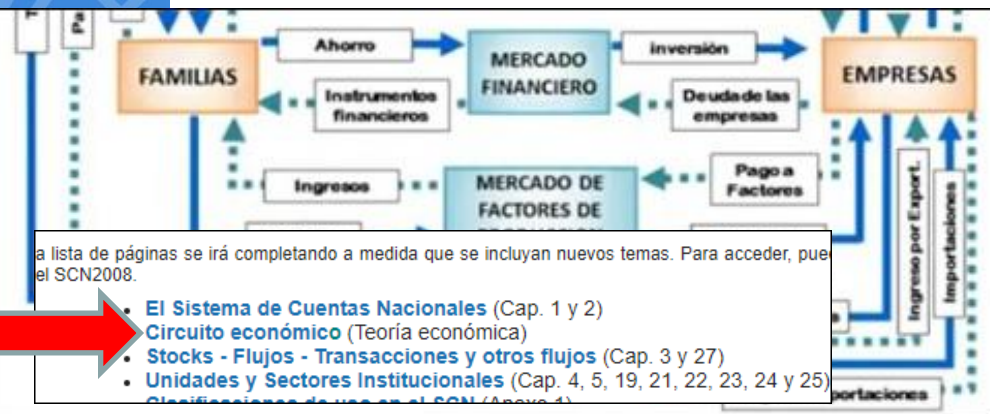 Pa
Ahorro
inversión
FAMILIAS
MERCADO
FINANCIERO
EMPRESAS
Instrumentos
financieros
Deuda de las
empresas
Ingresos
MERCADO DE
FACTORES DE
Pago a
Factores
Ingreso por Export.
Importaciones
a lista de páginas se irá completando a medida que se incluyan nuevos temas. Para acceder, pue
el SCN2008.
• El Sistema de Cuentas Nacionales (Cap. 1 y 2)
• Circuito económico (Teoría económica)
• Stocks - Flujos - Transacciones y otros flujos (Cap. 3 y 27)
• Unidades y Sectores Institucionales (Cap. 4, 5, 19, 21, 22, 23, 24 y 25)
portaciones